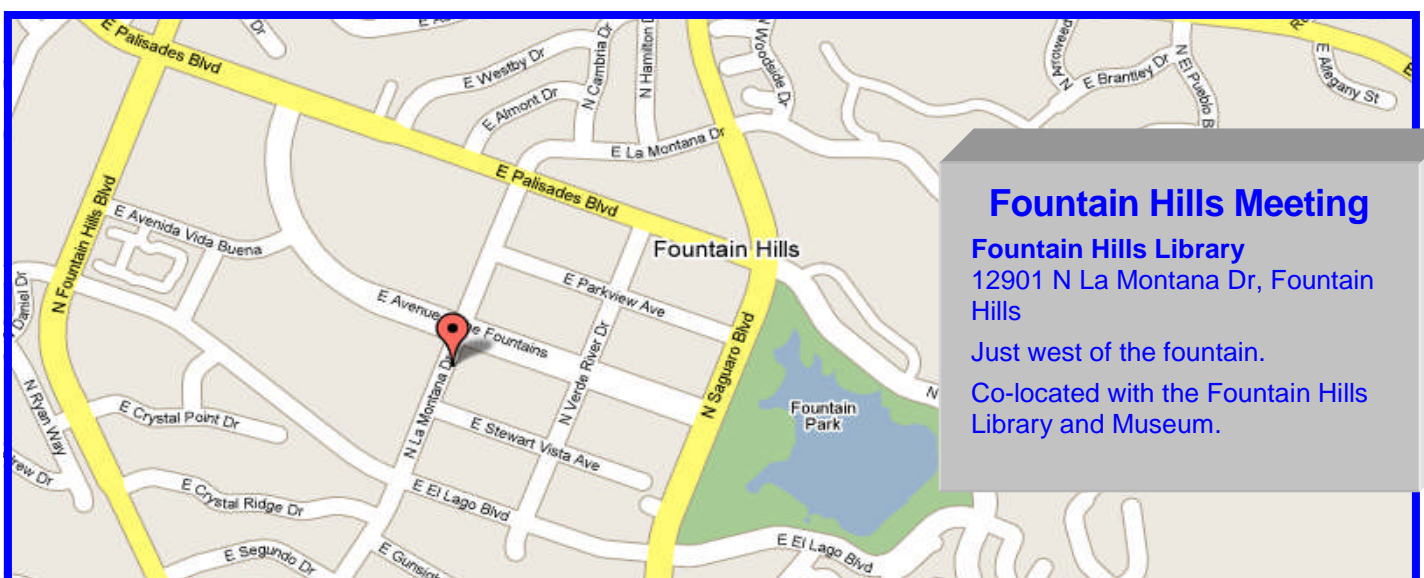 Dr
E Palisades Blvd
E Westby Dr
N Cambria Dr
N Hamilton D
N Woodside Dr
N Arroweed
E Brantley Dr
N El Pueblo B
E Allegany St
E Almont Dr
E La Montana Dr
E Palisades Blvd
N Fountain Hills Blvd
E Avenida Vida Buena
Fountain Hills
E Parkview Ave
E Avenue
e Fountains
N Daniel Dr
N Verde River Dr
N Saguaro Blvd
N La Montana Dr
N Ryan Way
E Crystal Point Dr
E Stewart Vista Ave
Fountain
Park
N
rew Dr
E Crystal Ridge Dr
E El Lago Blvd
E El Lago Blvd
E Segundo Dr
E Gunsigh
Fountain Hills Meeting
Fountain Hills Library
12901 N La Montana Dr, Fountain
Hills
Just west of the fountain.
Co-located with the Fountain Hills
Library and Museum.